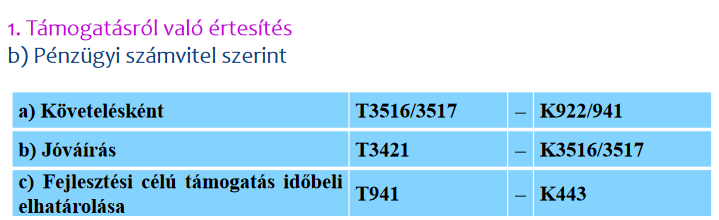 1. Támogatásról való értesítés
b) Pénzügyi számvitel szerint
a) Követelésként T3516/3517 – K922/941
b) Jóváírás T3421 – K3516/3517
c) Fejlesztési célú támogatás időbeli
elhatárolása T941 – K443